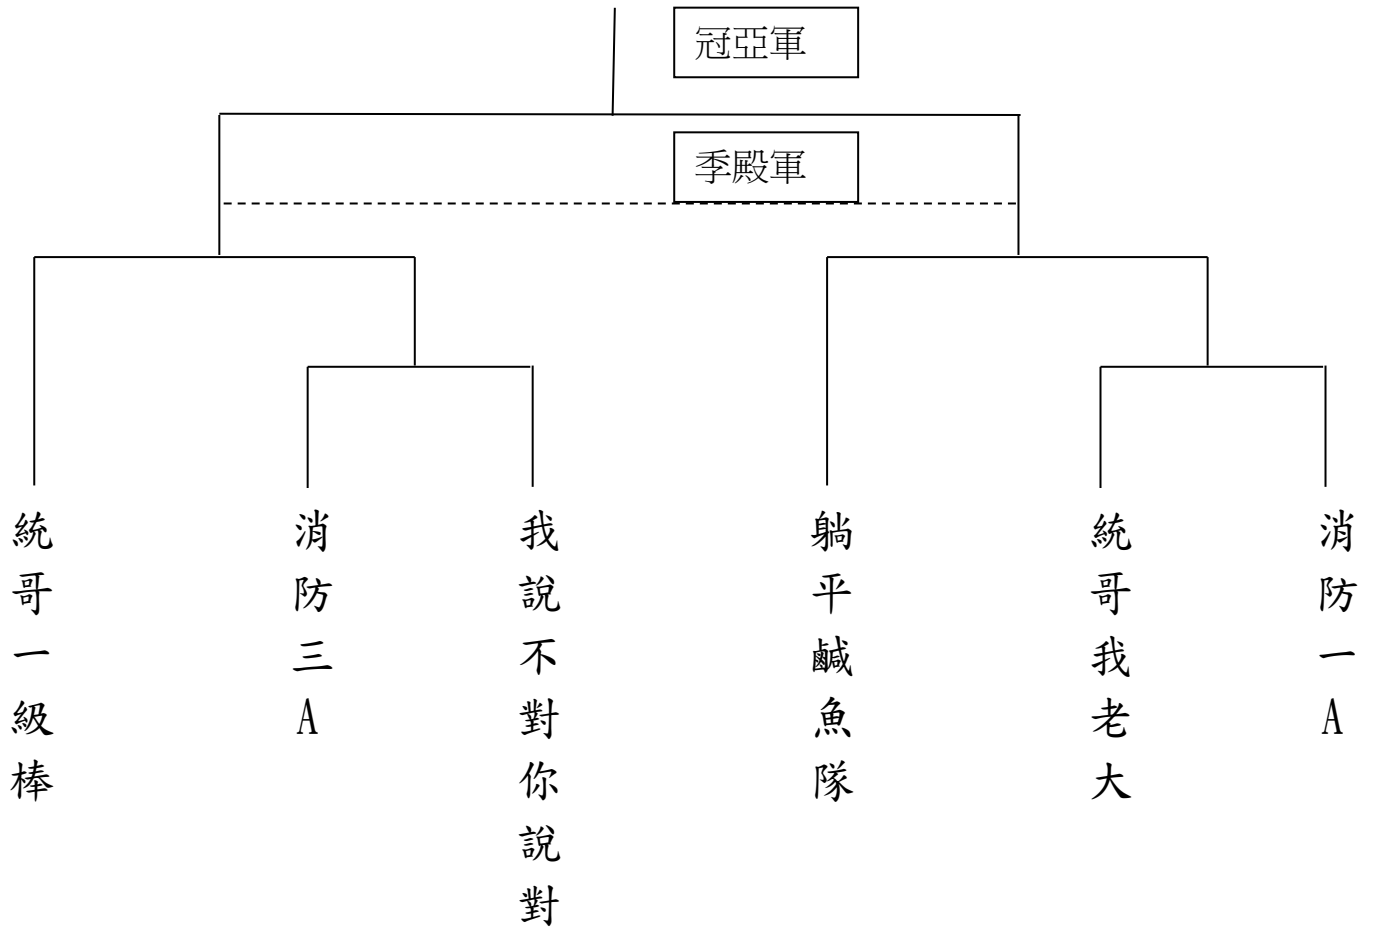 冠亞軍
季殿軍
統哥一級棒
消防三A
我說不對你說對
躺平鹹魚隊
統哥我老大
消防一A